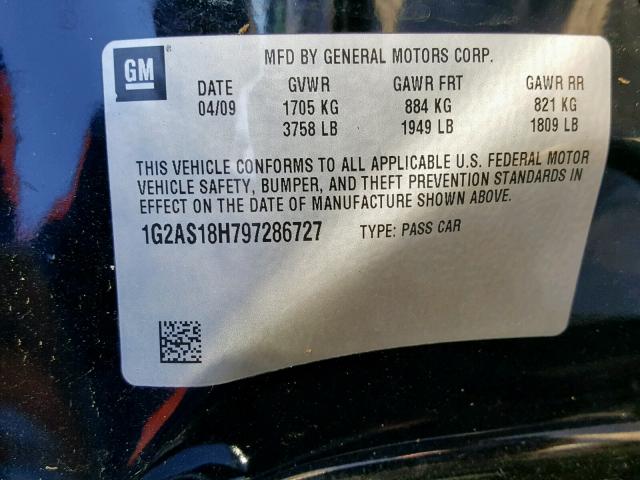 GM ®
MFD BY GENERAL MOTORS CORP.
DATE GVWR GAWR FRT GAWR RR
04/09 1705 KG 884 KG 821 KG
3758 LB 1949 LB 1809 LB
THIS VEHICLE CONFORMS TO ALL APPLICABLE U.S. FEDERAL MOTOR
VEHICLE SAFETY, BUMPER, AND THEFT PREVENTION STANDARDS IN
EFFECT ON THE DATE OF MANUFACTURE SHOWN ABOVE.
1G2AS18H797286727 TYPE: PASS CAR